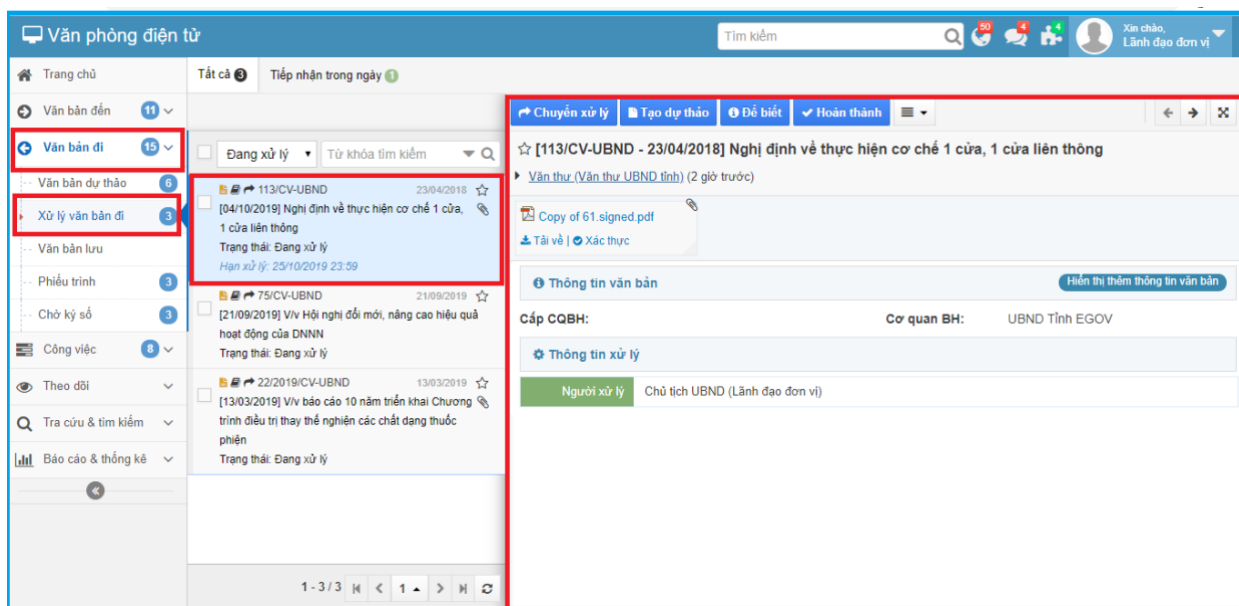 Văn phòng điện tử
Tìm kiếm
50
4
4
Xin chào,
Lãnh đạo đơn vị
Trang chủ
Văn bản đến 11
Văn bản đi 15
Văn bản dự thảo 6
Xử lý văn bản đi 3
Văn bản lưu
Phiếu trình 3
Chờ ký số 3
Công việc 8
Theo dõi
Tra cứu & tìm kiếm
Báo cáo & thống kê
Tất cả 3 Tiếp nhận trong ngày 1
Đang xử lý Từ khóa tìm kiếm
113/CV-UBND 23/04/2018
[04/10/2019] Nghị định về thực hiện cơ chế 1 cửa,
1 cửa liên thông
Trạng thái: Đang xử lý
Hạn xử lý: 25/10/2019 23:59
75/CV-UBND 21/09/2019
[21/09/2019] V/v Hội nghị đổi mới, nâng cao hiệu quả
hoạt động của DNNN
Trạng thái: Đang xử lý
22/2019/CV-UBND 13/03/2019
[13/03/2019] V/v báo cáo 10 năm triển khai Chương
trình điều trị thay thế nghiện các chất dạng thuốc
phiện
Trạng thái: Đang xử lý
1 - 3 / 3 1
Chuyển xử lý Tạo dự thảo Để biết Hoàn thành
[113/CV-UBND - 23/04/2018] Nghị định về thực hiện cơ chế 1 cửa, 1 cửa liên thông
Văn thư (Văn thư UBND tỉnh) (2 giờ trước)
Copy of 61.signed.pdf
Tải về | Xác thực
Thông tin văn bản Hiển thị thêm thông tin văn bản
Cấp CQBH: Cơ quan BH: UBND Tỉnh EGOV
Thông tin xử lý
Người xử lý Chủ tịch UBND (Lãnh đạo đơn vị)